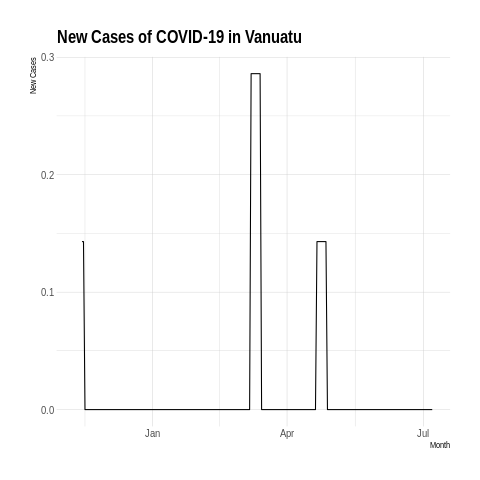 New Cases of COVID-19 in Vanuatu
New Cases
0.3
0.2
0.1
0.0
Jan Apr Jul
Month